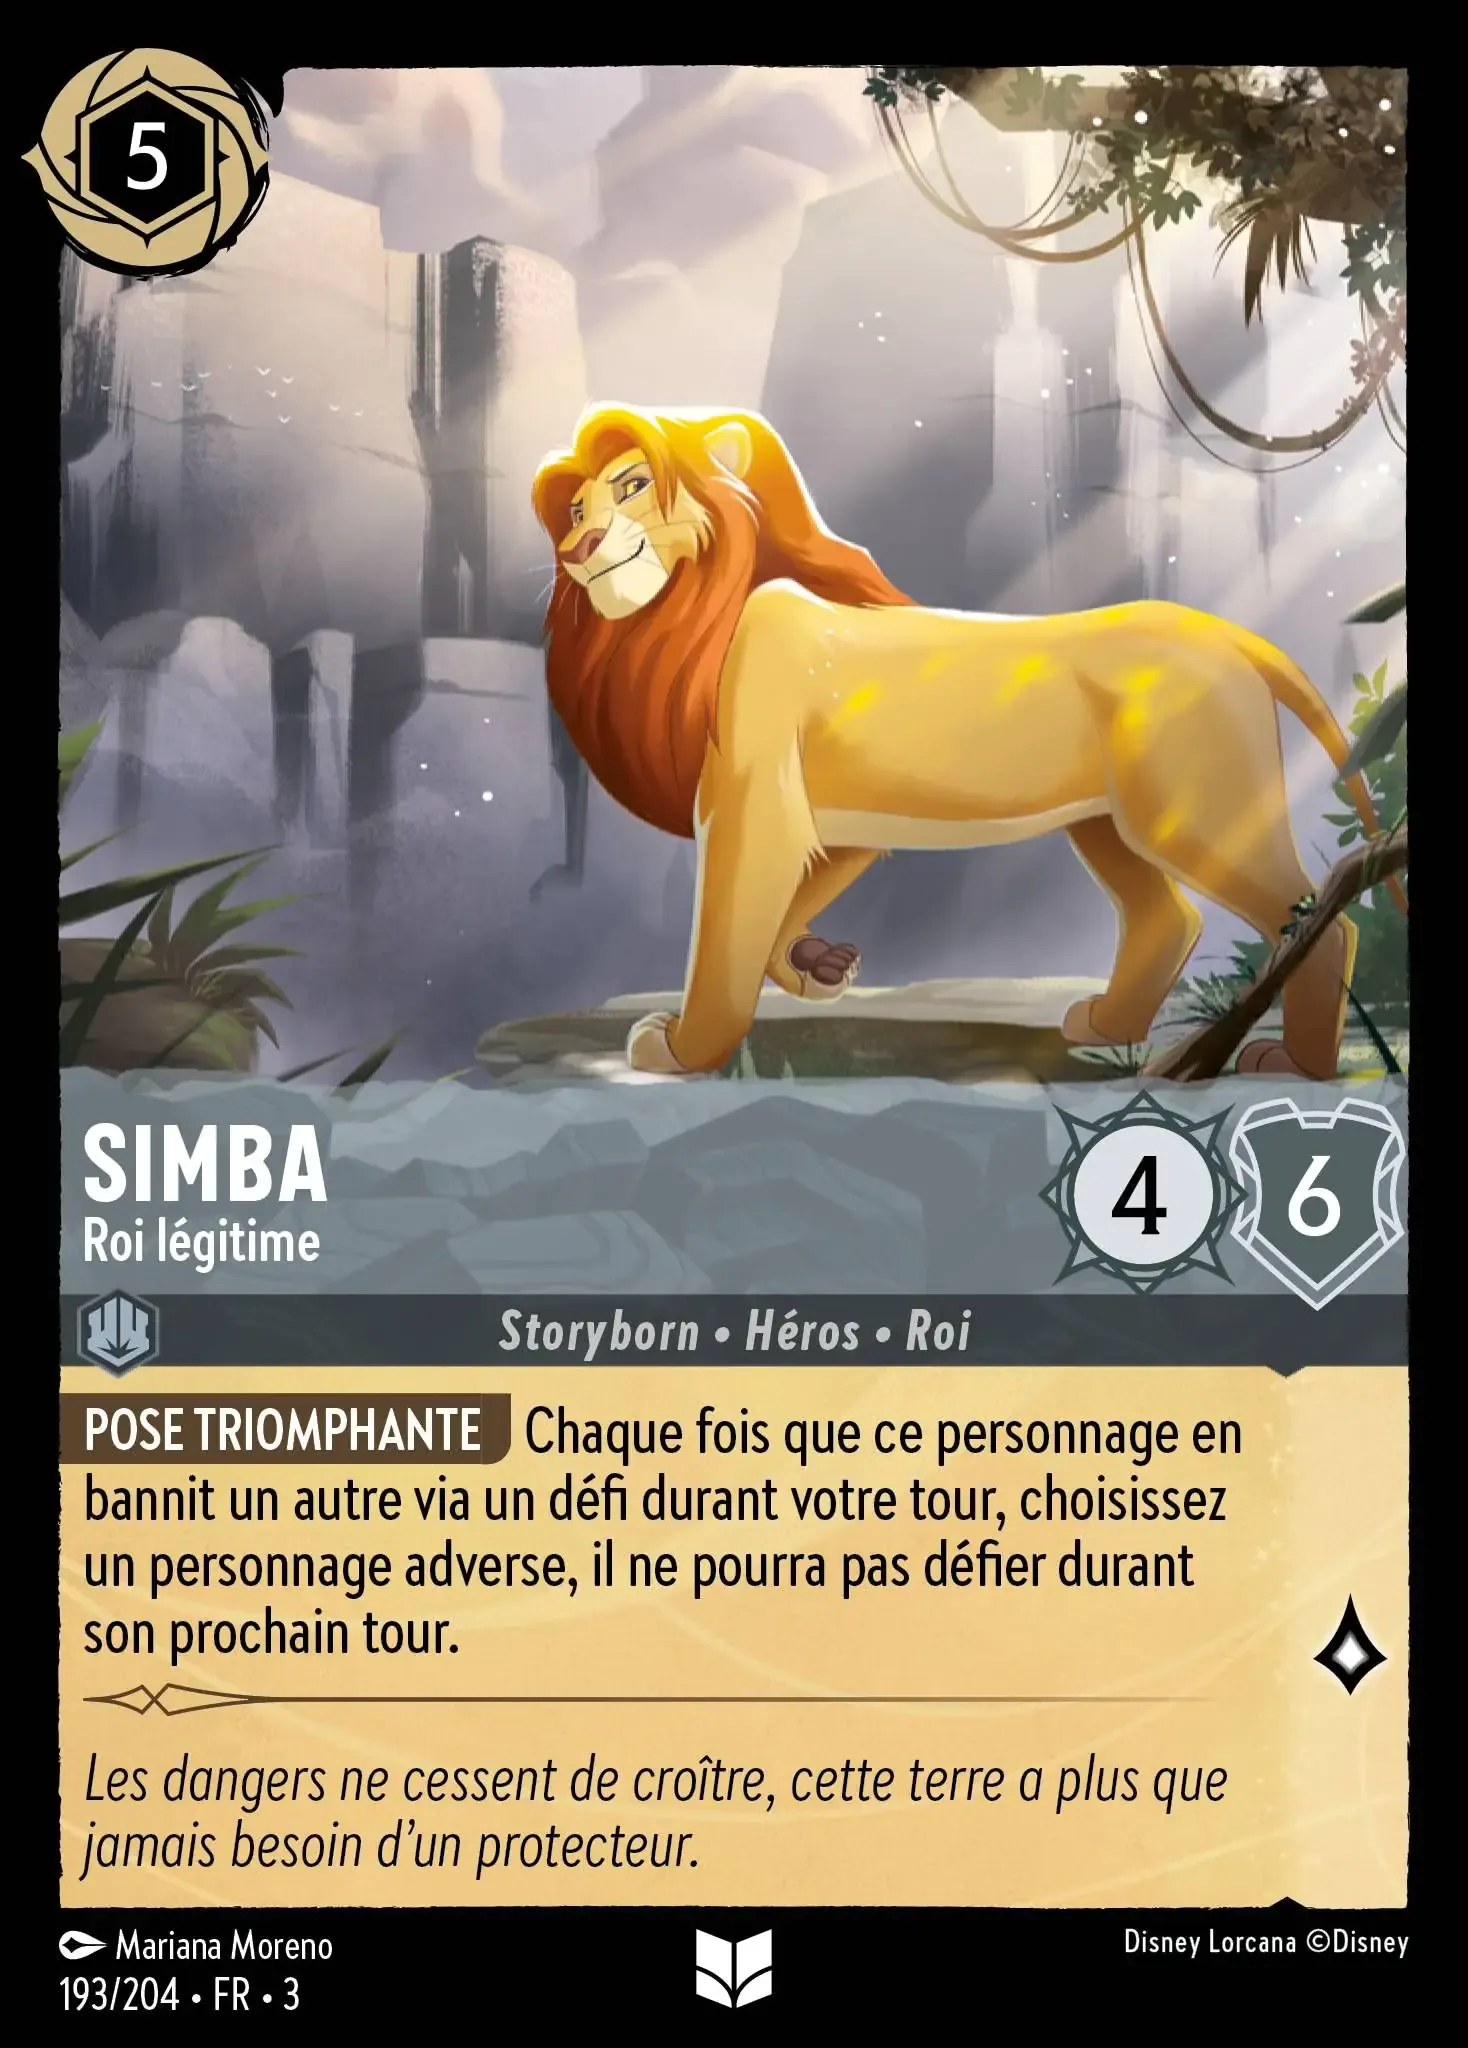 5
SIMBA
Roi légitime
4
6
Storyborn • Héros • Roi
POSE TRIOMPHANTE Chaque fois que ce personnage en
bannit un autre via un défi durant votre tour, choisissez
un personnage adverse, il ne pourra pas défier durant
son prochain tour.
Les dangers ne cessent de croître, cette terre a plus que
jamais besoin d’un protecteur.
Mariana Moreno
Disney Lorcana ©Disney
193/204 • FR • 3